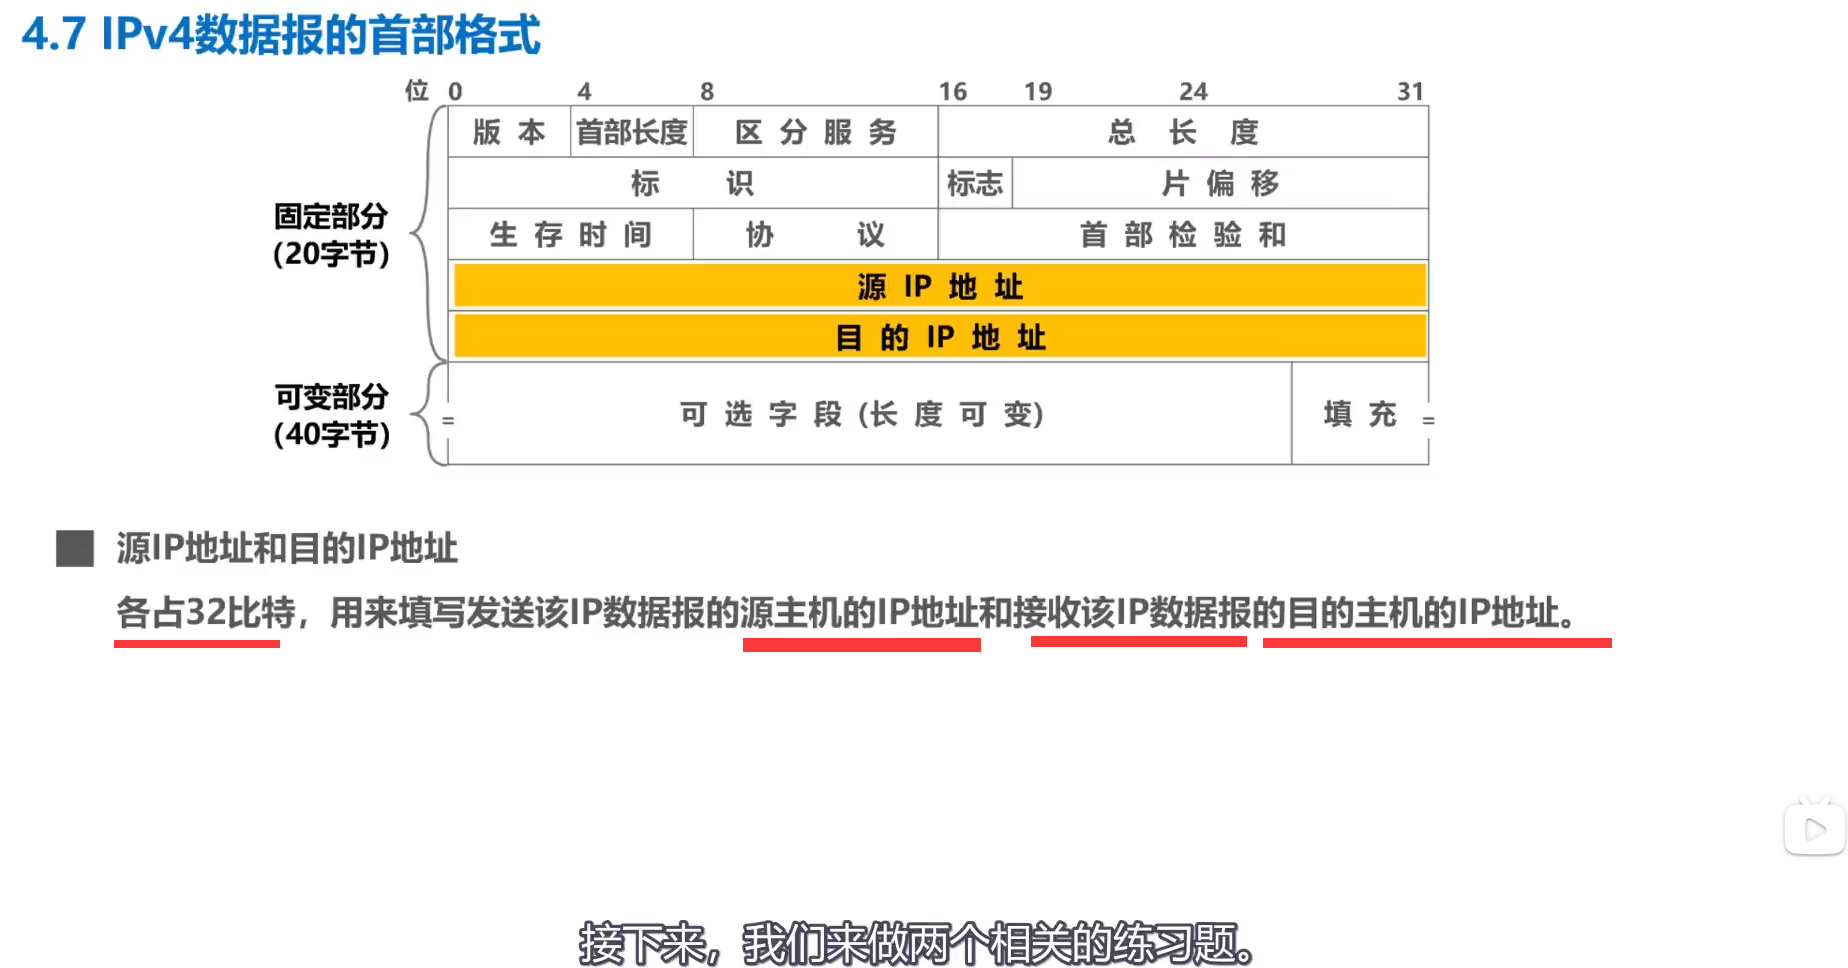 4.7 IPv4数据报的首部格式
位 0 4 8 16 19 24 31
版本 首部长度 区分服务 总长度
标识 标志 片偏移
固定部分
(20字节)
生存时间 协议 首部检验和
源IP地址
目的IP地址
可变部分
(40字节)
= 可选字段(长度可变) 填充 =
源IP地址和目的IP地址
各占32比特，用来填写发送该IP数据报的源主机的IP地址和接收该IP数据报的目的主机的IP地址。
接下来，我们来做两个相关的练习题。